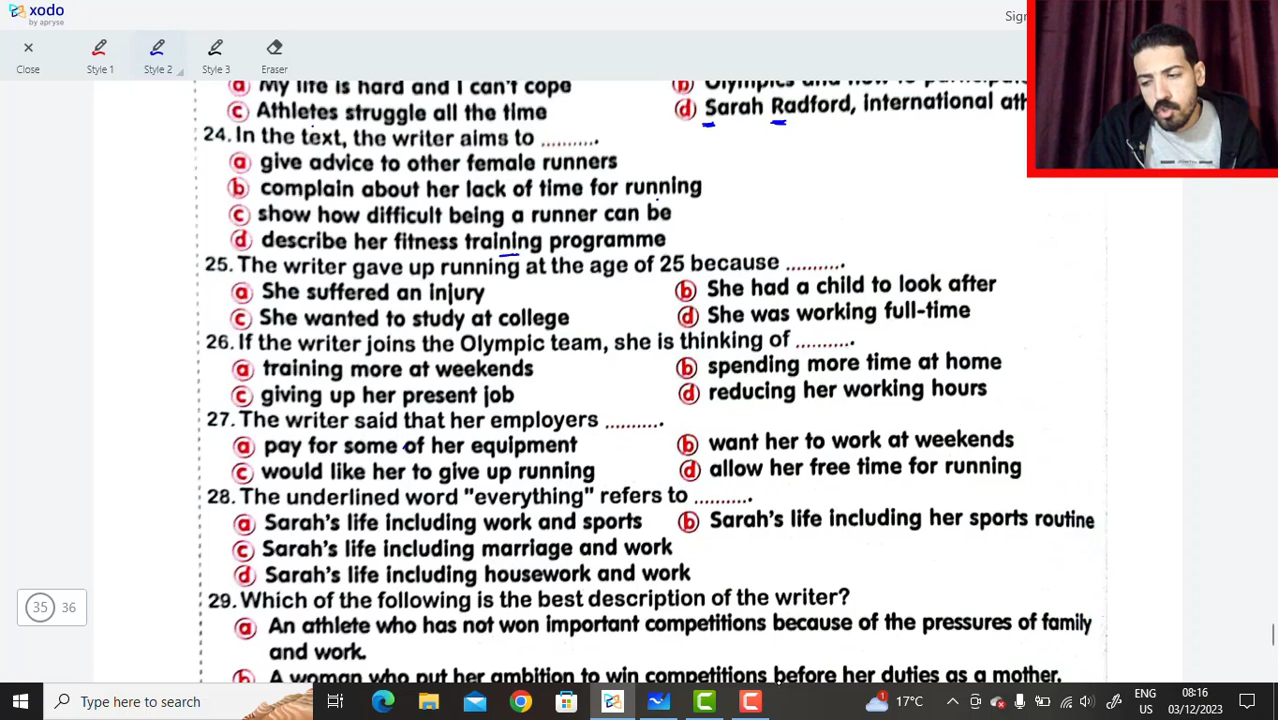 xodo
by apryse
Sign
Close
Style 1
Style 2
Style 3
Eraser
a My life is hard and I can't cope
b Olympics and how to participate
c Athletes struggle all the time
d Sarah Radford, international ath
24. In the text, the writer aims to ..........
a give advice to other female runners
b complain about her lack of time for running
c show how difficult being a runner can be
d describe her fitness training programme
25. The writer gave up running at the age of 25 because ..........
a She suffered an injury
b She had a child to look after
c She wanted to study at college
d She was working full-time
26. If the writer joins the Olympic team, she is thinking of ..........
a training more at weekends
b spending more time at home
c giving up her present job
d reducing her working hours
27. The writer said that her employers ..........
a pay for some of her equipment
b want her to work at weekends
c would like her to give up running
d allow her free time for running
28. The underlined word "everything" refers to ..........
a Sarah's life including work and sports
b Sarah's life including her sports routine
c Sarah's life including marriage and work
d Sarah's life including housework and work
29. Which of the following is the best description of the writer?
a An athlete who has not won important competitions because of the pressures of family
and work.
b A woman who put her ambition to win competitions before her duties as a mother.
35 36
Type here to search
1
17°C
ENG
US
08:16
03/12/2023